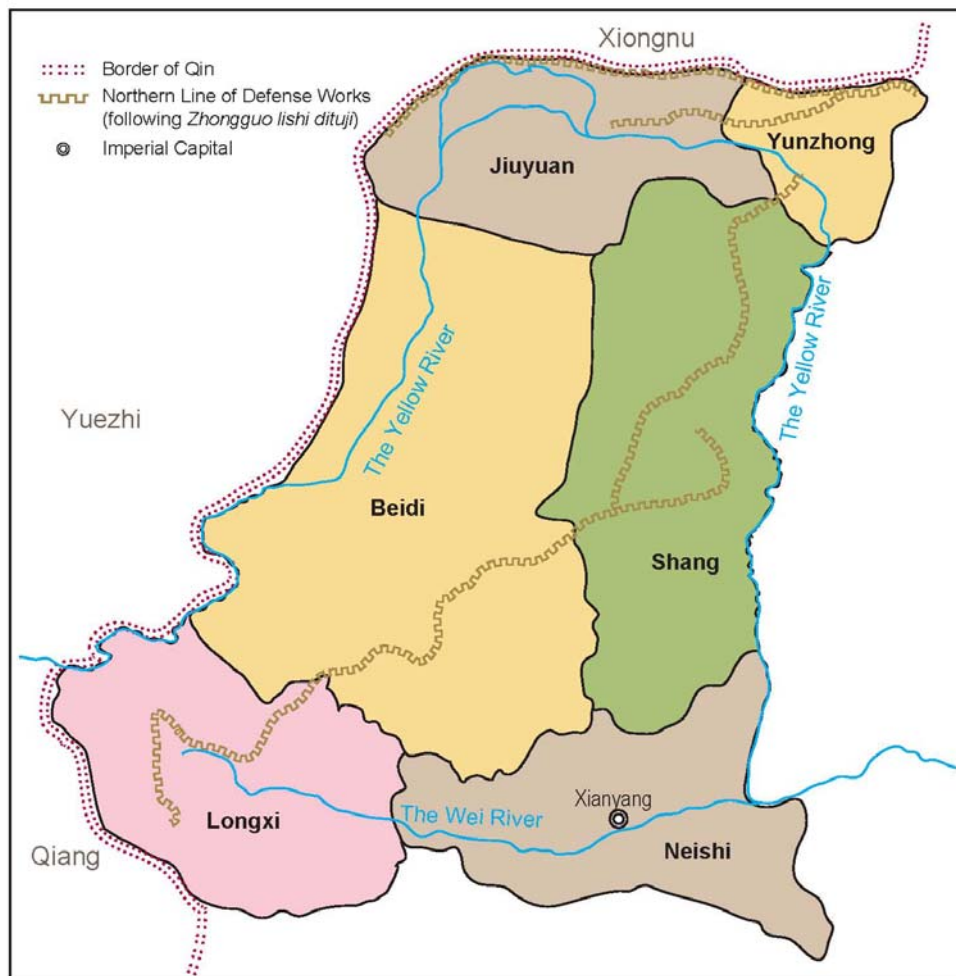 Xiongnu
Border of Qin
Northern Line of Defense Works
(following Zhongguo lishi dituji)
Imperial Capital
Yunzhong
Jiuyuan
The Yellow River
The Yellow River
Yuezhi
Beidi
Shang
Xianyang
The Wei River
Longxi
Neishi
Qiang